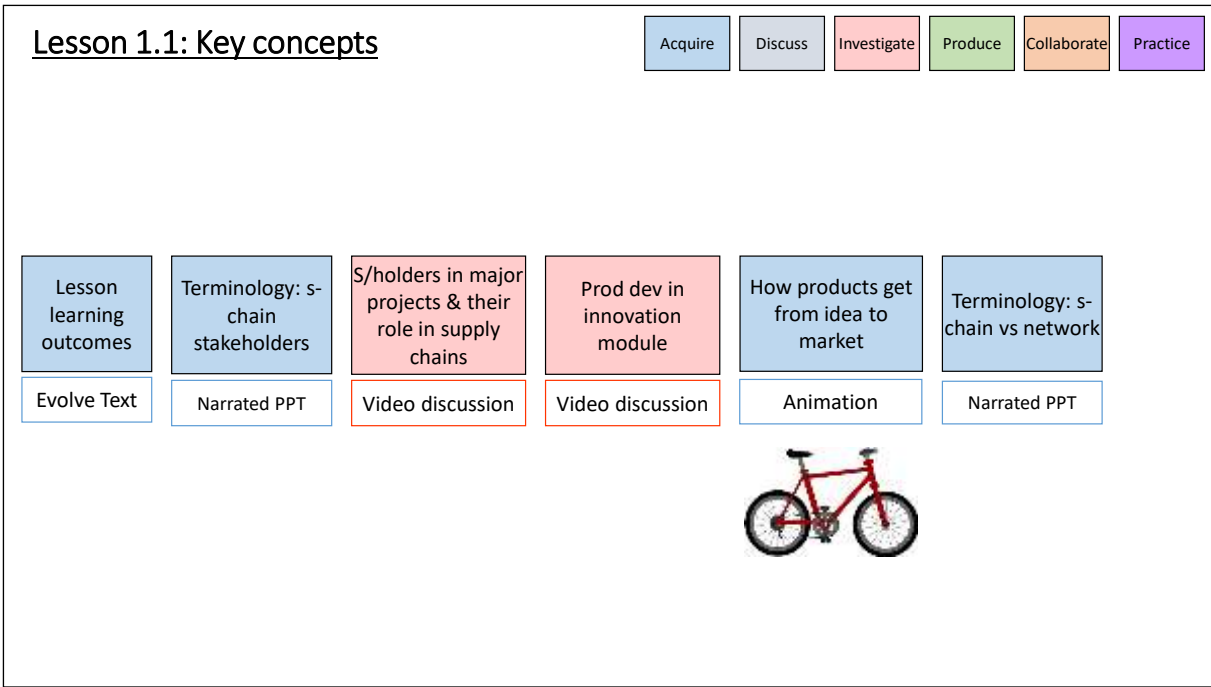 Lesson 1.1: Key concepts
Acquire
Discuss
Investigate
Produce
Collaborate
Practice
Lesson
learning
outcomes
Evolve Text
Terminology: s-
chain
stakeholders
Narrated PPT
S/holders in major
projects & their
role in supply
chains
Video discussion
Prod dev in
innovation
module
Video discussion
How products get
from idea to
market
Animation
Terminology: s-
chain vs network
Narrated PPT